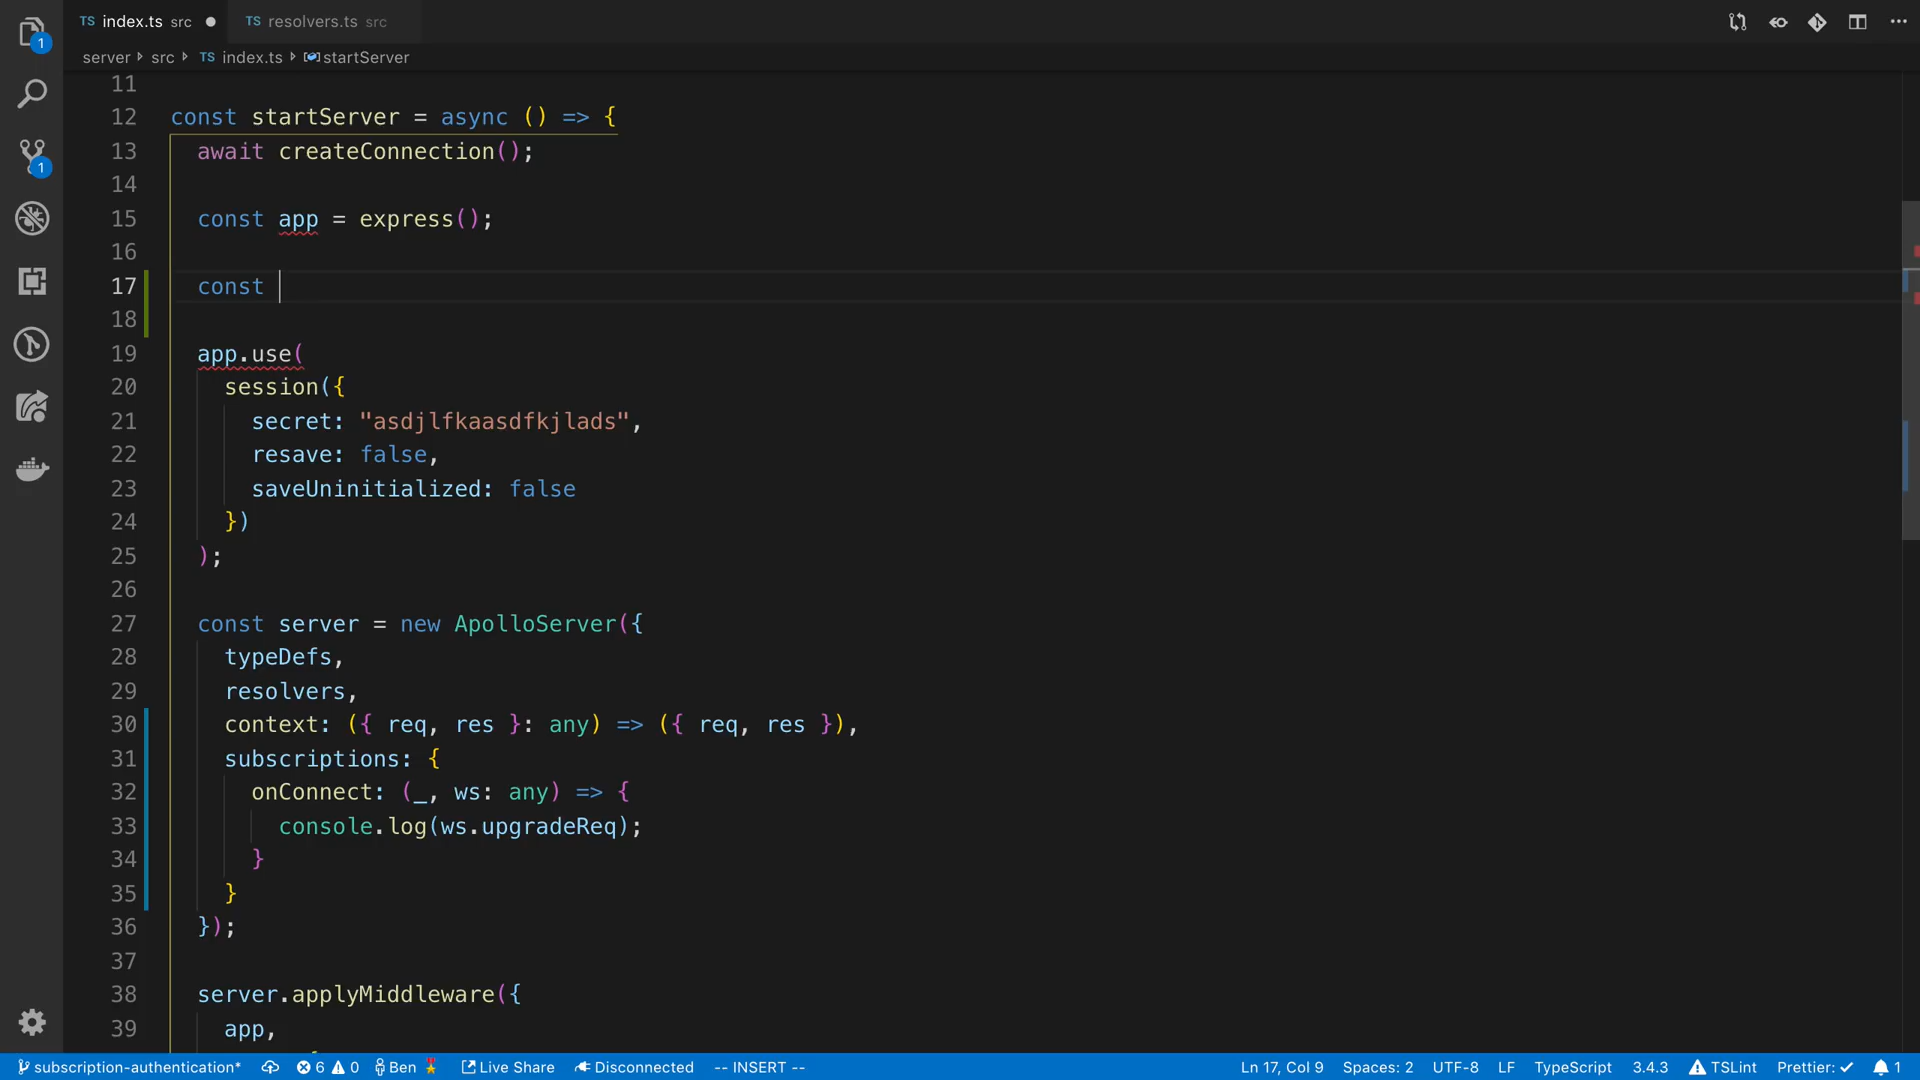 1
1
TS index.ts src
TS resolvers.ts src
server src TS index.ts startServer
11
12 const startServer = async () => {
13 await createConnection();
14
15 const app = express();
16
17 const
18
19 app.use(
20 session({
21 secret: "asdjlfkaasdfkjlads",
22 resave: false,
23 saveUninitialized: false
24 })
25 );
26
27 const server = new ApolloServer({
28 typeDefs,
29 resolvers,
30 context: ({ req, res }: any) => ({ req, res }),
31 subscriptions: {
32 onConnect: (_, ws: any) => {
33 console.log(ws.upgradeReq);
34 }
35 }
36 });
37
38 server.applyMiddleware({
39 app,
subscription-authentication* 6 0 Ben Live Share Disconnected -- INSERT -- Ln 17, Col 9 Spaces: 2 UTF-8 LF TypeScript 3.4.3 TSLint Prettier: 1